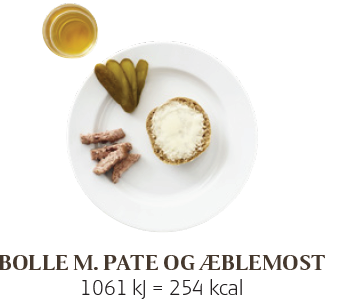 BOLLE M. PATE OG ÆBLEMOST
1061 kJ = 254 kcal